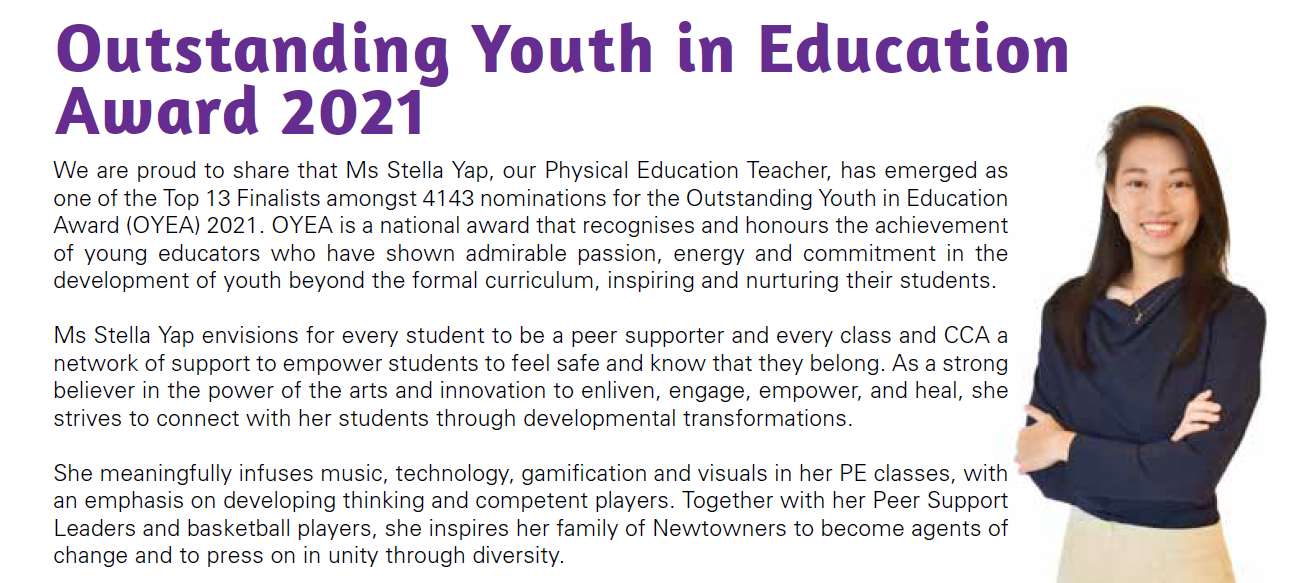 Outstanding Youth in Education
Award 2021
We are proud to share that Ms Stella Yap, our Physical Education Teacher, has emerged as
one of the Top 13 Finalists amongst 4143 nominations for the Outstanding Youth in Education
Award (OYEA) 2021. OYEA is a national award that recognises and honours the achievement
of young educators who have shown admirable passion, energy and commitment in the
development of youth beyond the formal curriculum, inspiring and nurturing their students.
Ms Stella Yap envisions for every student to be a peer supporter and every class and CCA a
network of support to empower students to feel safe and know that they belong. As a strong
believer in the power of the arts and innovation to enliven, engage, empower, and heal, she
strives to connect with her students through developmental transformations.
She meaningfully infuses music, technology, gamification and visuals in her PE classes, with
an emphasis on developing thinking and competent players. Together with her Peer Support
Leaders and basketball players, she inspires her family of Newtowners to become agents of
change and to press on in unity through diversity.